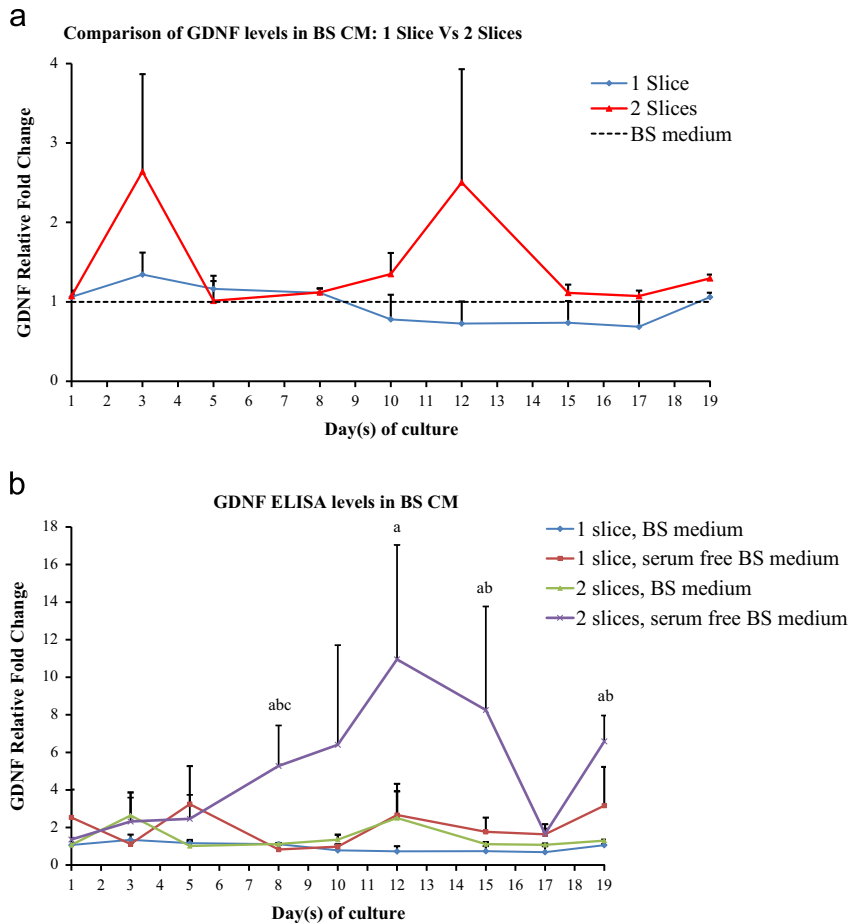 a
Comparison of GDNF levels in BS CM: 1 Slice Vs 2 Slices
GDNF Relative Fold Change
4
3
2
1
0
1 Slice
2 Slices
BS medium
1 2 3 4 5 6 7 8 9 10 11 12 13 14 15 16 17 18 19
Day(s) of culture
b
GDNF ELISA levels in BS CM
GDNF Relative Fold Change
18
16
14
12
10
8
6
4
2
0
a
ab
abc
ab
1 slice, BS medium
1 slice, serum free BS medium
2 slices, BS medium
2 slices, serum free BS medium
1 2 3 4 5 6 7 8 9 10 11 12 13 14 15 16 17 18 19
Day(s) of culture